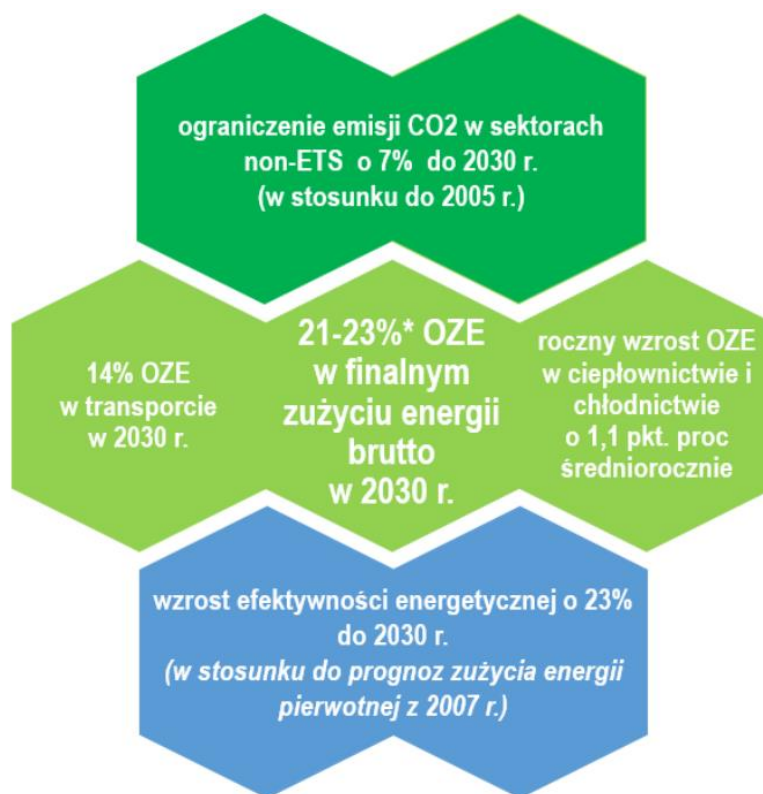 ograniczenie emisji CO2 w sektorach
non-ETS o 7% do 2030 r.
(w stosunku do 2005 r.)
14% OZE
w transporcie
w 2030 r.
21-23%* OZE
w finalnym
zużyciu energii
brutto
w 2030 r.
roczny wzrost OZE
w ciepłownictwie i
chłodnictwie
o 1,1 pkt. proc
średniorocznie
wzrost efektywności energetycznej o 23%
do 2030 r.
(w stosunku do prognoz zużycia energii
pierwotnej z 2007 r.)